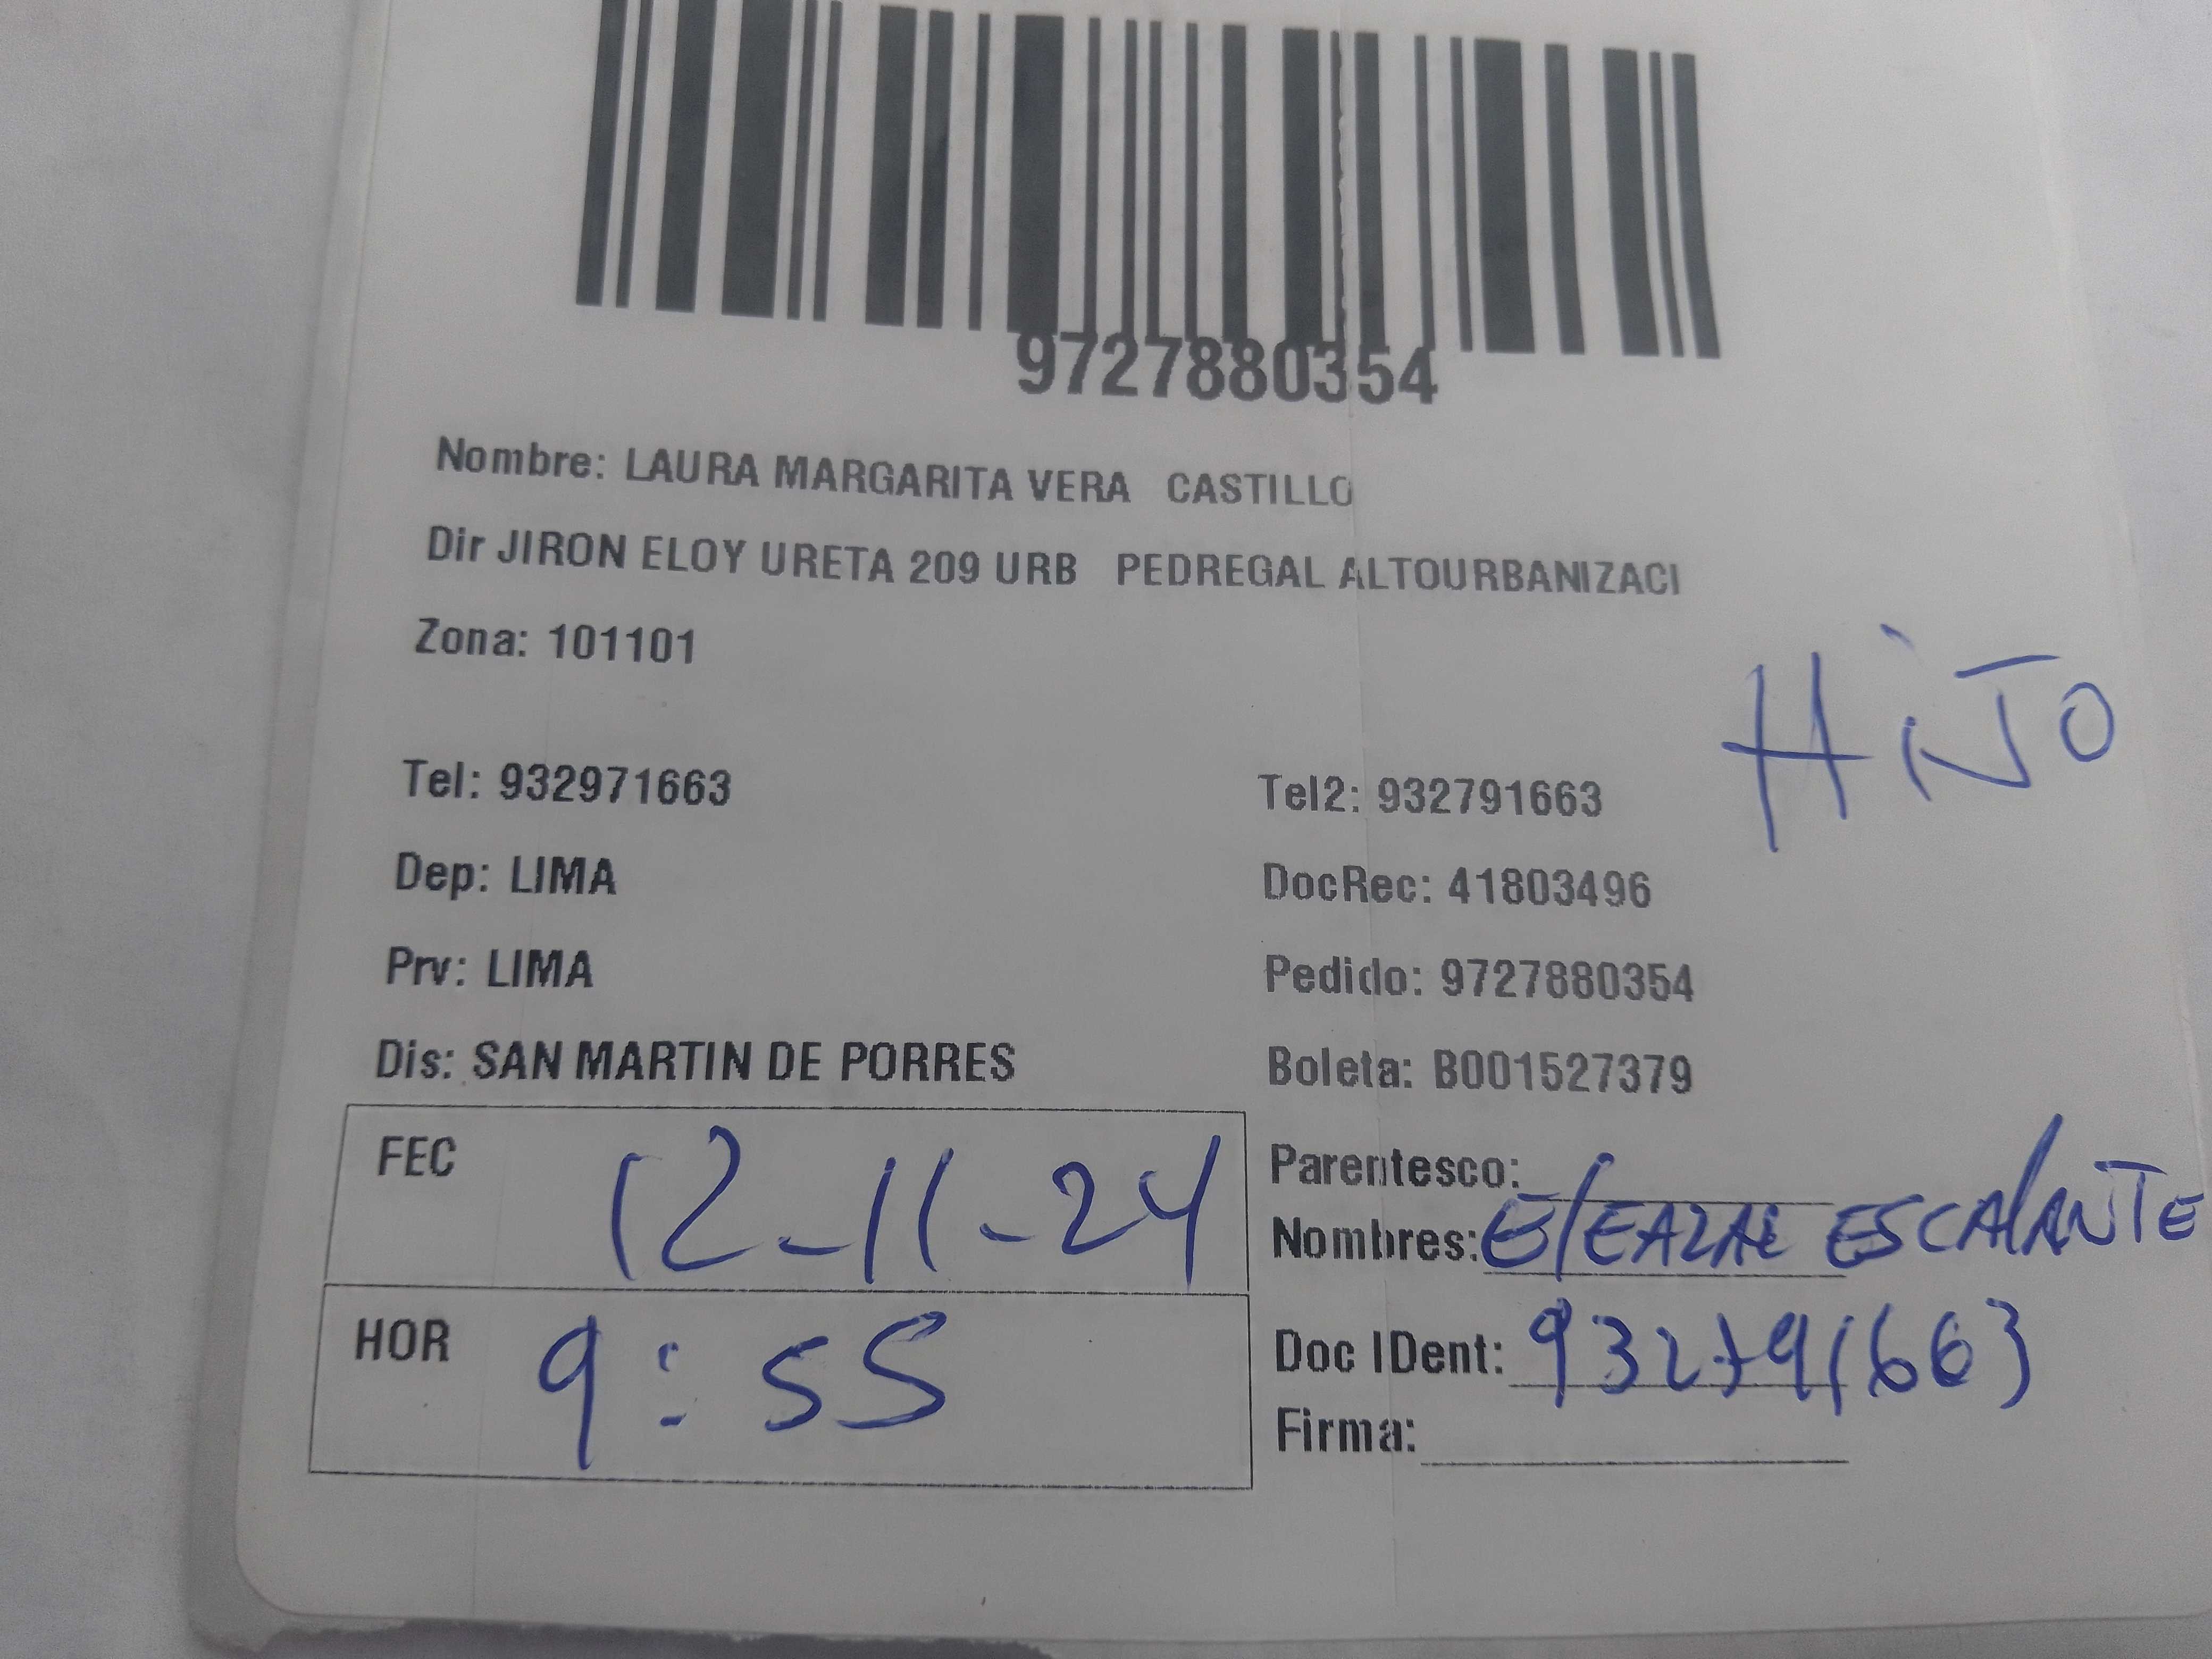 9727880354
Nombre: LAURA MARGARITA VERA CASTILLO
Dir JIRON ELOY URETA 209 URB PEDREGAL ALTOURBANIZACI
Zona: 101101
HiJO
Tel: 932971663 Tel2: 932791663
Dep: LIMA DocRec: 41803496
Prv: LIMA Pedido: 9727880354
Dis: SAN MARTIN DE PORRES Boleta: B001527379
FEC 12-11-24 Parentesco:
Nombres: ElEAZAR ESCAlANTE
HOR 9:55 Doc IDent: 932791663
Firma: